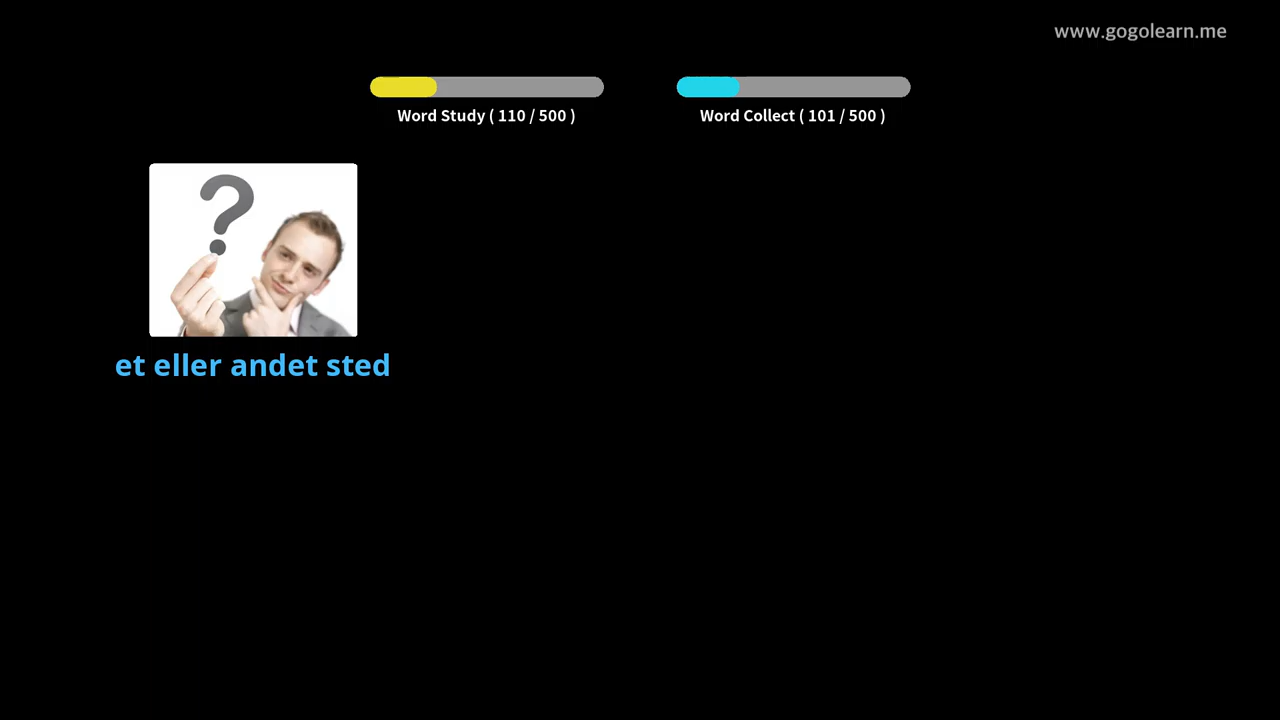 www.gogolearn.me
Word Study ( 110 / 500 )
Word Collect ( 101 / 500 )
?
et eller andet sted